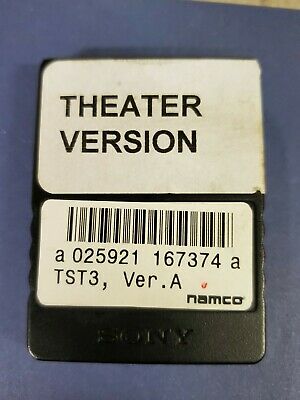 THEATER
VERSION
a 025921 167374 a
TST3, Ver.A
namco
SONY